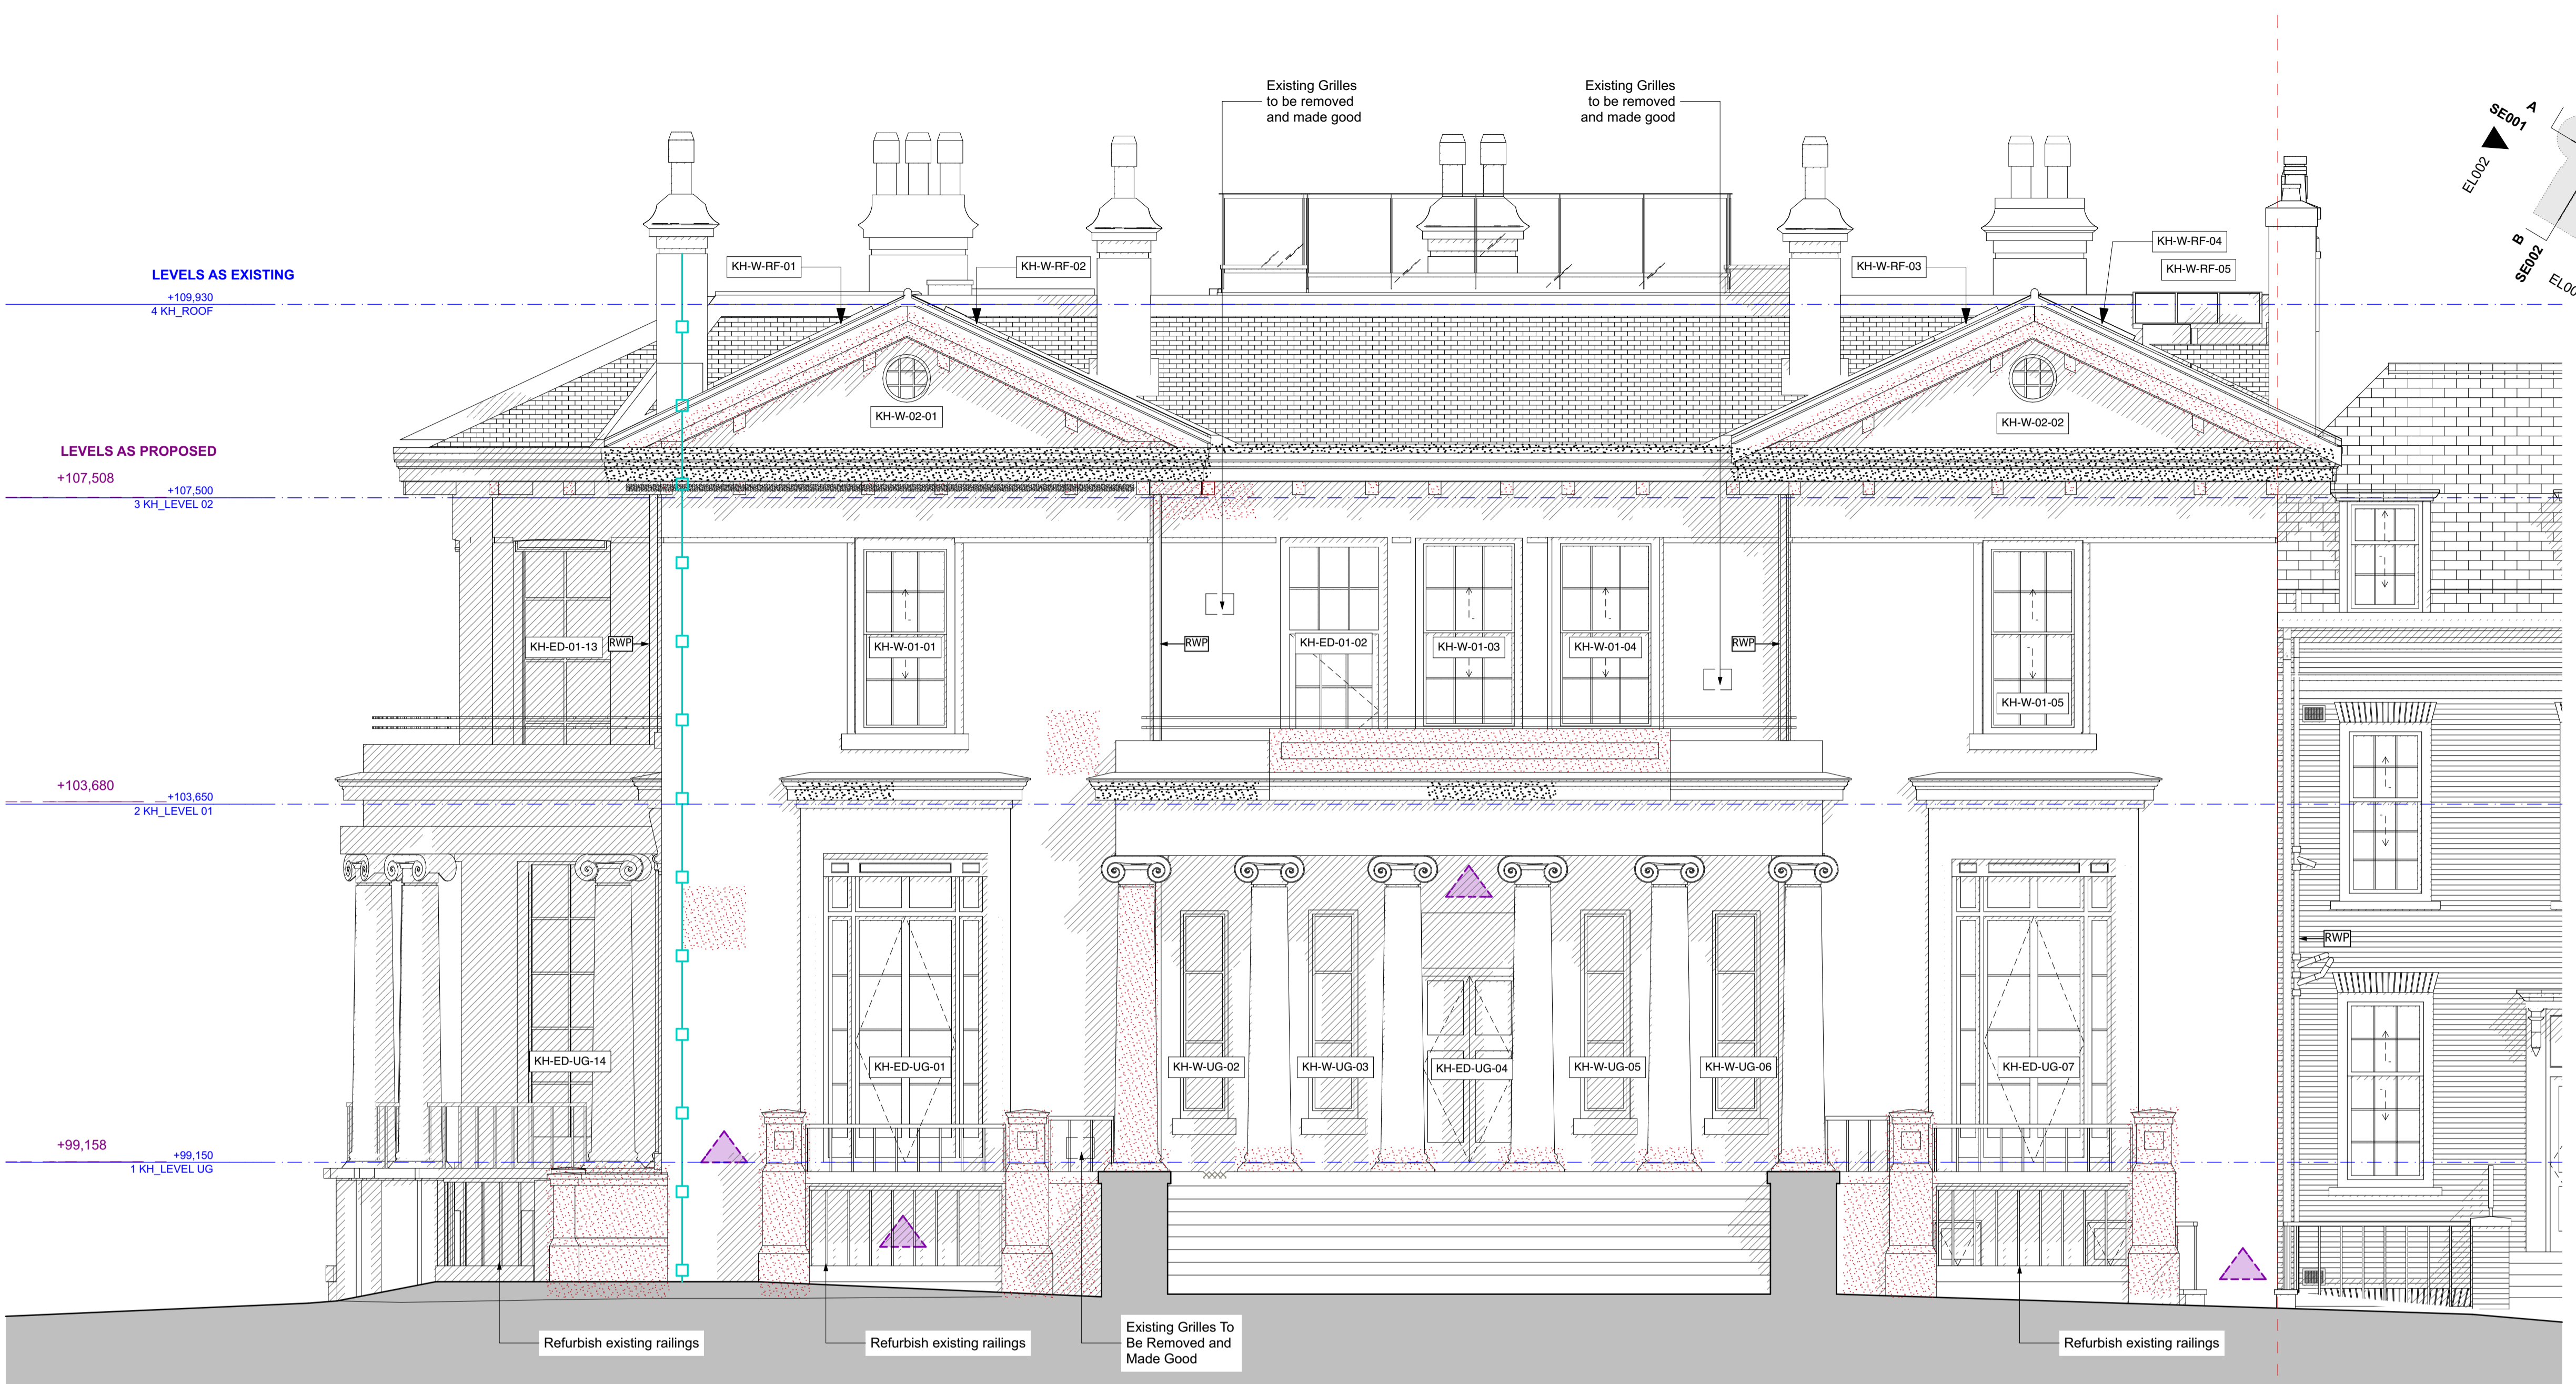 Existing Grilles
to be removed
and made good
Existing Grilles
to be removed
and made good
A
SE001
EL002
B
SE002
KH-W-RF-01
KH-W-RF-02
KH-W-RF-03
KH-W-RF-04
KH-W-RF-05
LEVELS AS EXISTING
+109,930
4 KH_ROOF
KH-W-02-01
KH-W-02-02
LEVELS AS PROPOSED
+107,508
+107,500
3 KH_LEVEL 02
KH-ED-01-13
RWP
KH-W-01-01
RWP
KH-ED-01-02
KH-W-01-03
KH-W-01-04
RWP
KH-W-01-05
+103,680
+103,650
2 KH_LEVEL 01
RWP
KH-ED-UG-14
KH-ED-UG-01
KH-W-UG-02
KH-W-UG-03
KH-ED-UG-04
KH-W-UG-05
KH-W-UG-06
KH-ED-UG-07
+99,158
+99,150
1 KH_LEVEL UG
Refurbish existing railings
Refurbish existing railings
Existing Grilles To
Be Removed and
Made Good
Refurbish existing railings